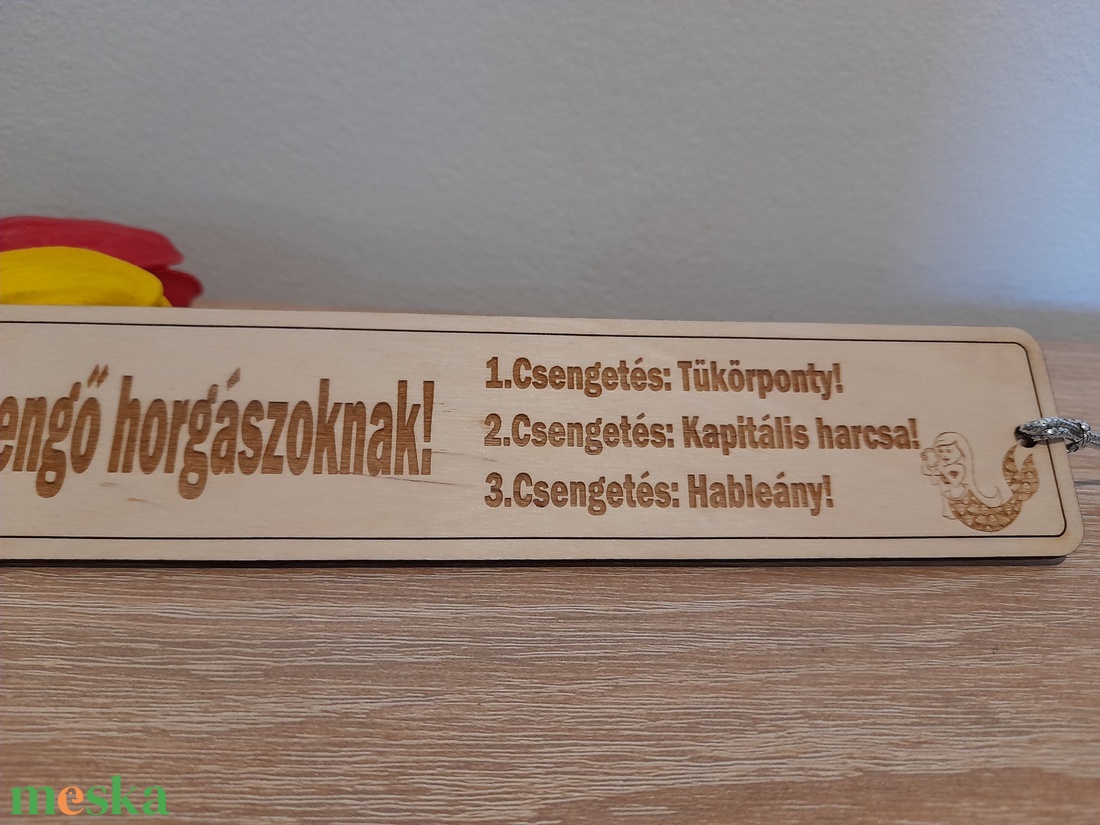 engő horgászoknak!
1.Csengetés: Tükörponty!
2.Csengetés: Kapitális harcsa!
3.Csengetés: Hableány!
meska